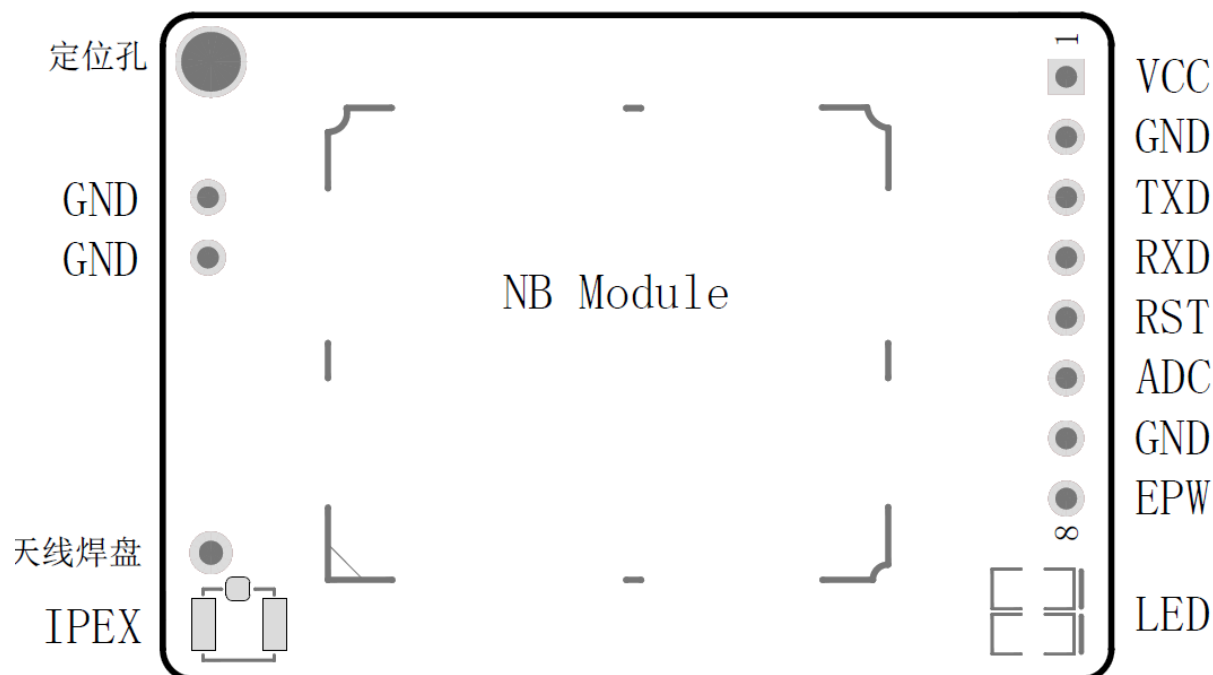 定位孔
1
VCC
GND
GND
TXD
GND
RXD
NB Module
RST
ADC
GND
EPW
8
天线焊盘
IPEX
LED